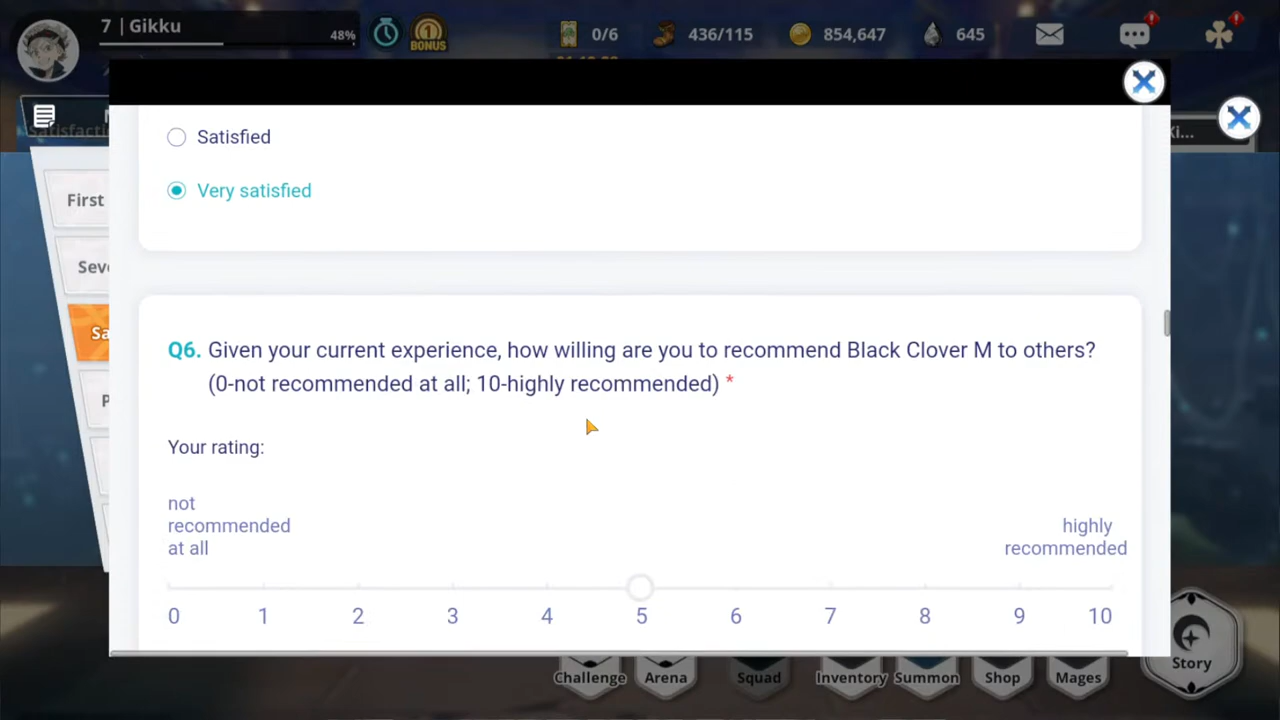 7 | Gikku
48%
BONUS
0/6
436/115
854,647
645
Satisfied
Very satisfied
First
Seve
Sa
P
Ki...
Q6. Given your current experience, how willing are you to recommend Black Clover M to others?
(0-not recommended at all; 10-highly recommended) *
Your rating:
not
recommended
at all
highly
recommended
0 1 2 3 4 5 6 7 8 9 10
Challenge Arena Squad Inventory Summon Shop Mages
Story